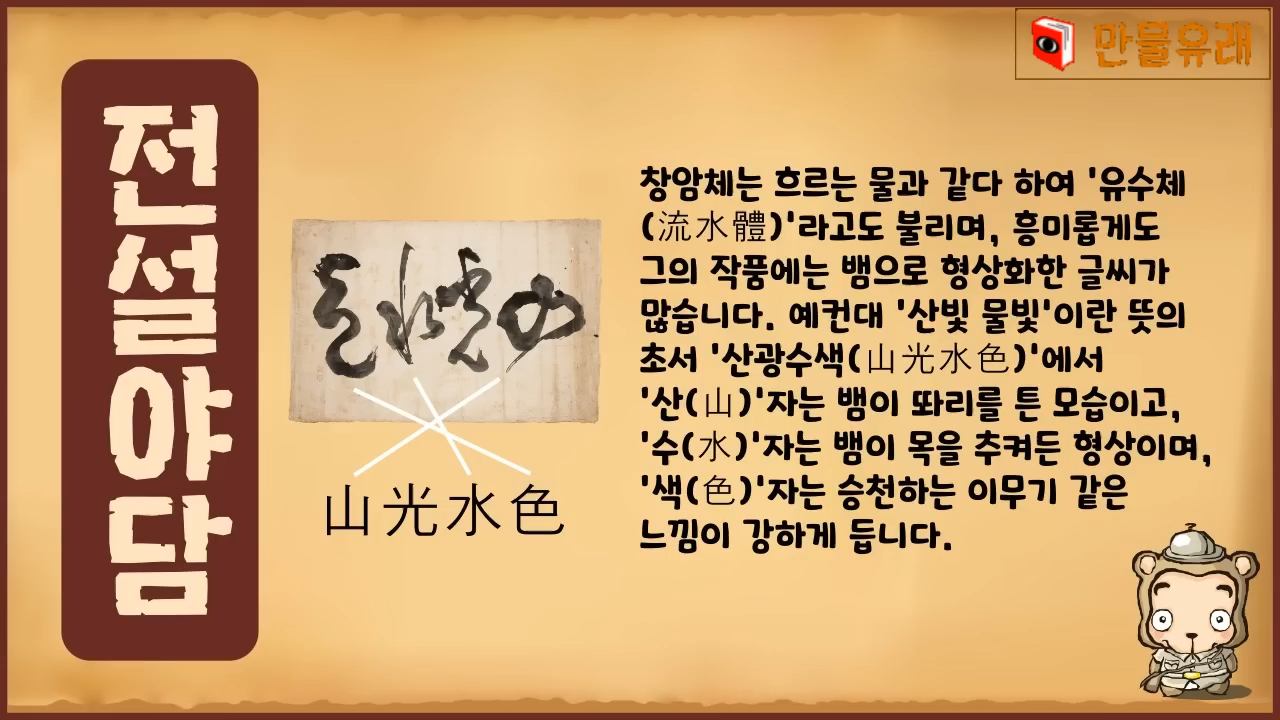 만물유래
전설야담
창암체는 흐르는 물과 같다 하여 '유수체
(流水體)'라고도 불리며, 흥미롭게도
그의 작품에는 뱀으로 형상화한 글씨가
많습니다. 예컨대 '산빛 물빛'이란 뜻의
초서 '산광수색(山光水色)'에서
'산(山)'자는 뱀이 똬리를 튼 모습이고,
'수(水)'자는 뱀이 목을 추켜든 형상이며,
'색(色)'자는 승천하는 이무기 같은
느낌이 강하게 듭니다.
色水光山
山光水色